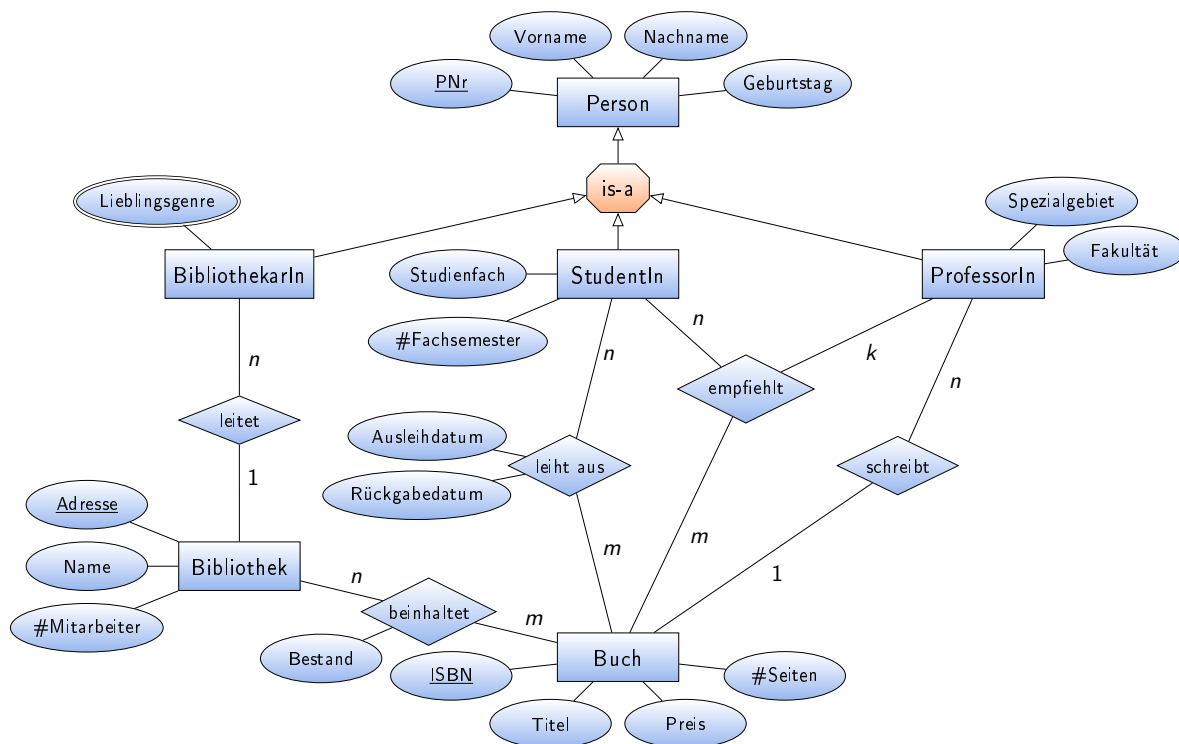 Vorname
Nachname
PNr
Geburtstag
Person
is-a
Lieblingsgenre
Spezialgebiet
Fakultät
BibliothekarIn
Studienfach
StudentIn
ProfessorIn
#Fachsemester
n
n
n
k
n
empfiehlt
leitet
Ausleihdatum
leiht aus
schreibt
Rückgabedatum
1
Adresse
m
m
1
Name
Bibliothek
n
beinhaltet
m
#Mitarbeiter
Bestand
Buch
ISBN
#Seiten
Titel
Preis